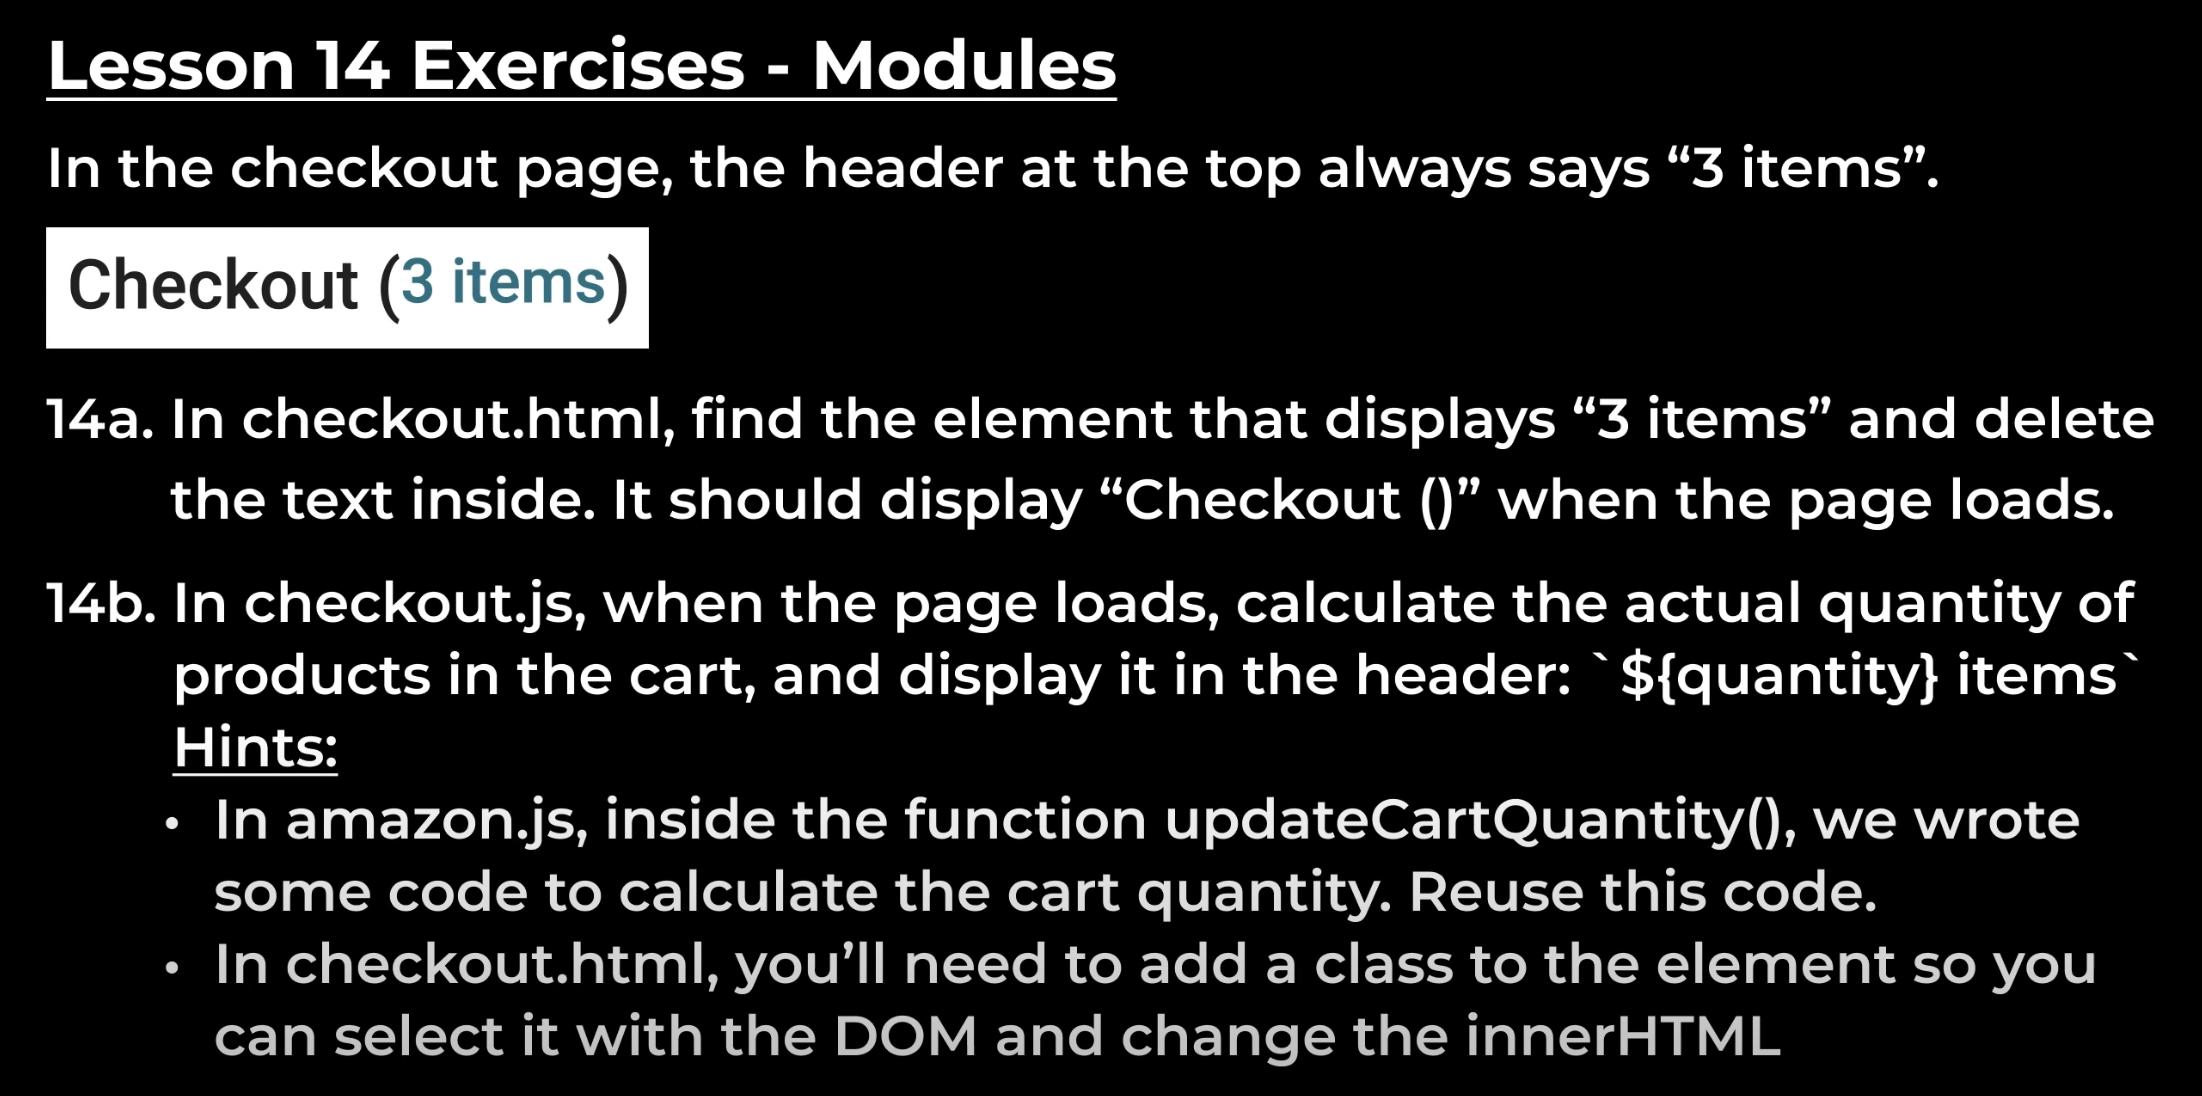 Lesson 14 Exercises - Modules
In the checkout page, the header at the top always says “3 items”.
Checkout (3 items)
14a. In checkout.html, find the element that displays “3 items” and delete
the text inside. It should display “Checkout ()” when the page loads.
14b. In checkout.js, when the page loads, calculate the actual quantity of
products in the cart, and display it in the header: `${quantity} items`
Hints:
• In amazon.js, inside the function updateCartQuantity(), we wrote
some code to calculate the cart quantity. Reuse this code.
• In checkout.html, you’ll need to add a class to the element so you
can select it with the DOM and change the innerHTML